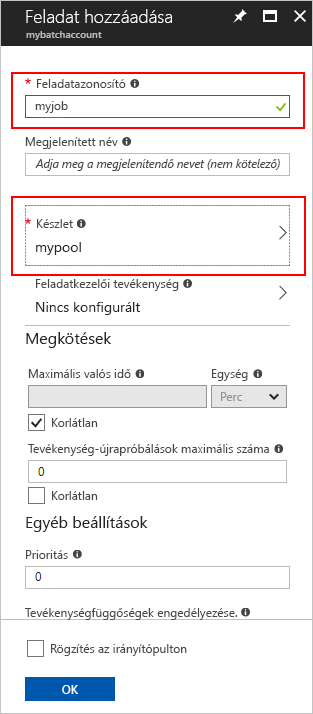 Feladat hozzáadása
mybatchaccount
* Feladatazonosító
myjob
Megjelenített név
Adja meg a megjelenítendő nevet (nem kötelező)
* Készlet
mypool
Feladatkezelői tevékenység
Nincs konfigurált
Megkötések
Maximális valós idő Egység
Perc
Korlátlan
Tevékenység-újrapróbálások maximális száma
0
Korlátlan
Egyéb beállítások
Prioritás
0
Tevékenységfüggőségek engedélyezése.
Rögzítés az irányítópulton
OK